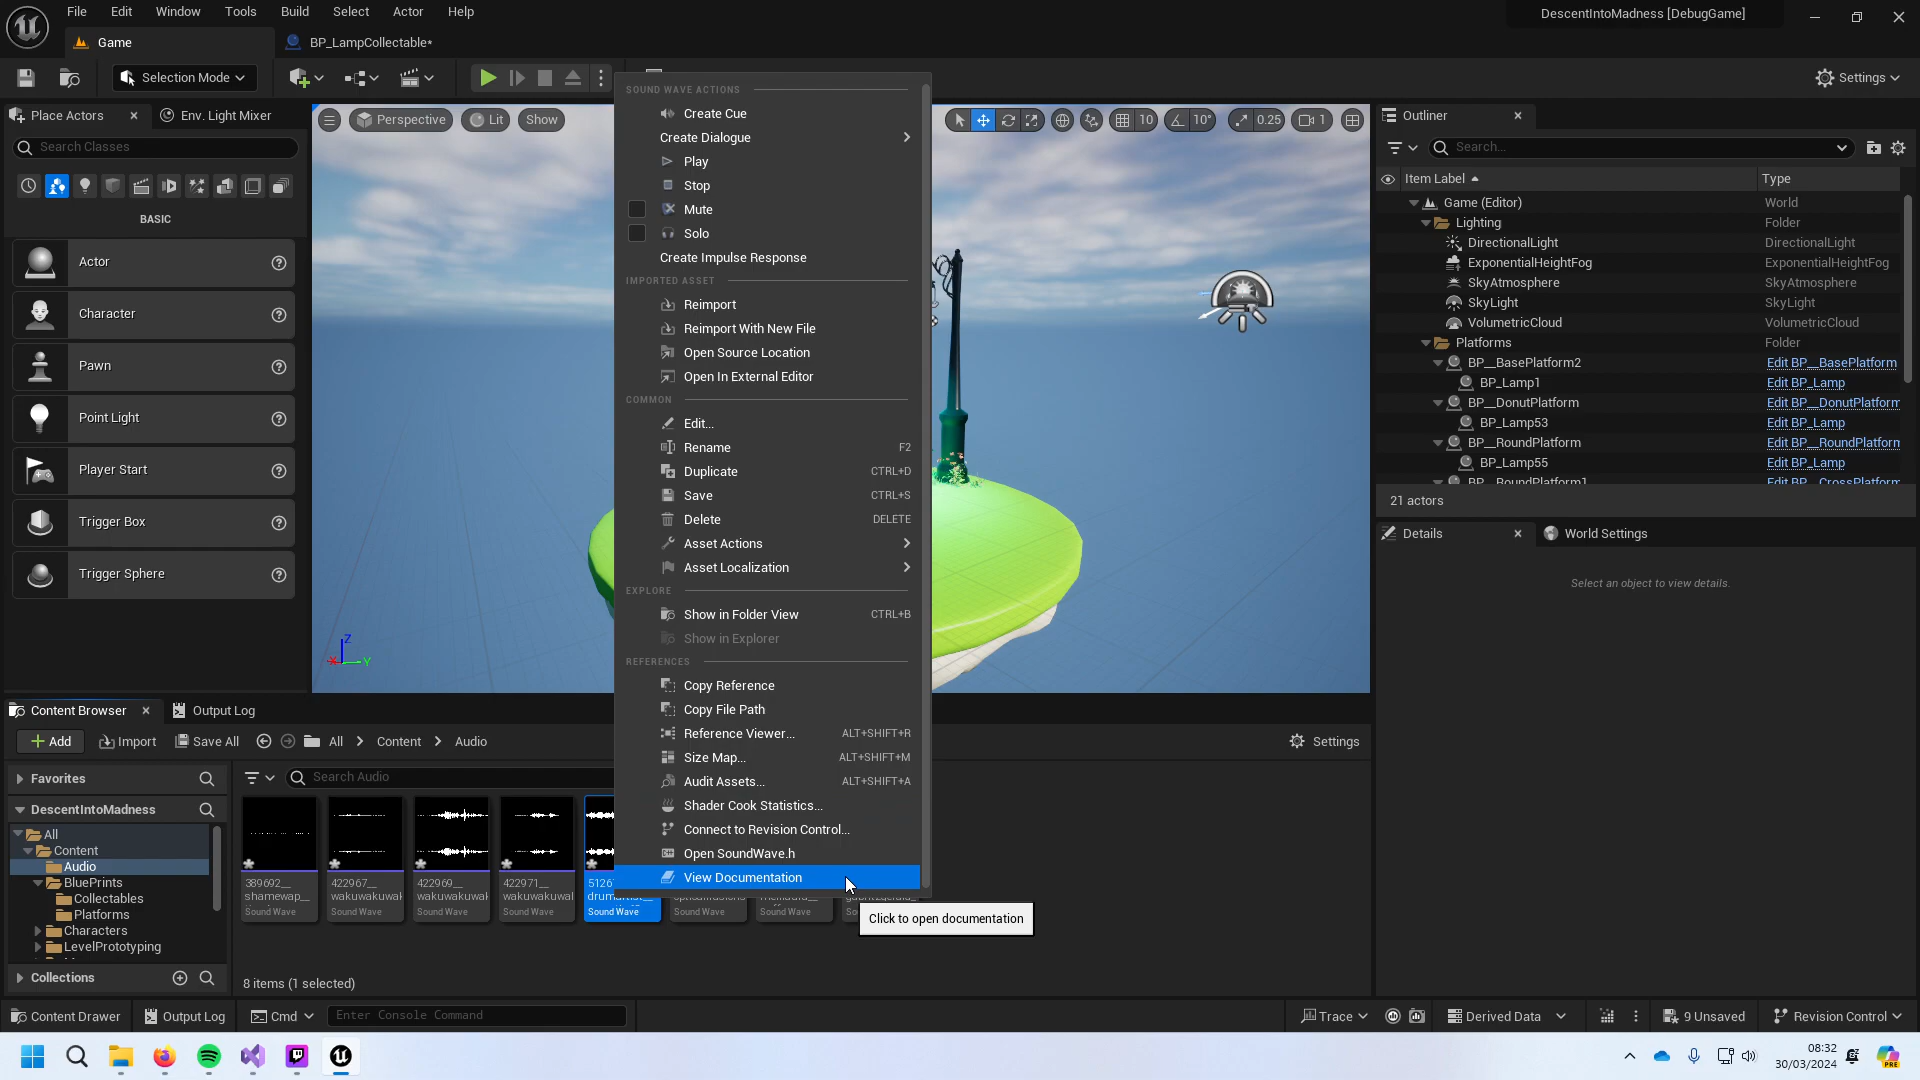 File Edit Window Tools Build Select Actor Help
DescentIntoMadness [DebugGame]
Game
BP_LampCollectable*
Selection Mode
Settings
Place Actors
Env. Light Mixer
Search Classes
BASIC
Actor
Character
Pawn
Point Light
Player Start
Trigger Box
Trigger Sphere
Perspective
Lit
Show
10
10°
0.25
1
X
Y
Z
SOUND WAVE ACTIONS
Create Cue
Create Dialogue
Play
Stop
Mute
Solo
Create Impulse Response
IMPORTED ASSET
Reimport
Reimport With New File
Open Source Location
Open In External Editor
COMMON
Edit...
Rename F2
Duplicate CTRL+D
Save CTRL+S
Delete DELETE
Asset Actions
Asset Localization
EXPLORE
Show in Folder View CTRL+B
Show in Explorer
REFERENCES
Copy Reference
Copy File Path
Reference Viewer... ALT+SHIFT+R
Size Map... ALT+SHIFT+M
Audit Assets... ALT+SHIFT+A
Shader Cook Statistics...
Connect to Revision Control...
Open SoundWave.h
View Documentation
Click to open documentation
Outliner
Search...
Item Label
Type
Game (Editor) World
Lighting Folder
DirectionalLight DirectionalLight
ExponentialHeightFog ExponentialHeightFog
SkyAtmosphere SkyAtmosphere
SkyLight SkyLight
VolumetricCloud VolumetricCloud
Platforms Folder
BP__BasePlatform2 Edit BP__BasePlatform
BP_Lamp1 Edit BP_Lamp
BP__DonutPlatform Edit BP__DonutPlatform
BP_Lamp53 Edit BP_Lamp
BP__RoundPlatform Edit BP__RoundPlatform
BP_Lamp55 Edit BP_Lamp
BP__RoundPlatform1 Edit BP__CrossPlatform
21 actors
Details
World Settings
Select an object to view details.
Content Browser
Output Log
Add
Import
Save All
All
Content
Audio
Settings
Favorites
DescentIntoMadness
All
Content
Audio
BluePrints
Collectables
Platforms
Characters
LevelPrototyping
Collections
Search Audio
389692__
shamewap__
Sound Wave
422967__
wakuwakuwakuwal
Sound Wave
422969__
wakuwakuwakuwal
Sound Wave
422971__
wakuwakuwakuwal
Sound Wave
5126
drumartist__
Sound Wave
Sound Wave
Sound Wave
8 items (1 selected)
Content Drawer
Output Log
Cmd
Enter Console Command
Trace
Derived Data
9 Unsaved
Revision Control
08:32
30/03/2024
PRE